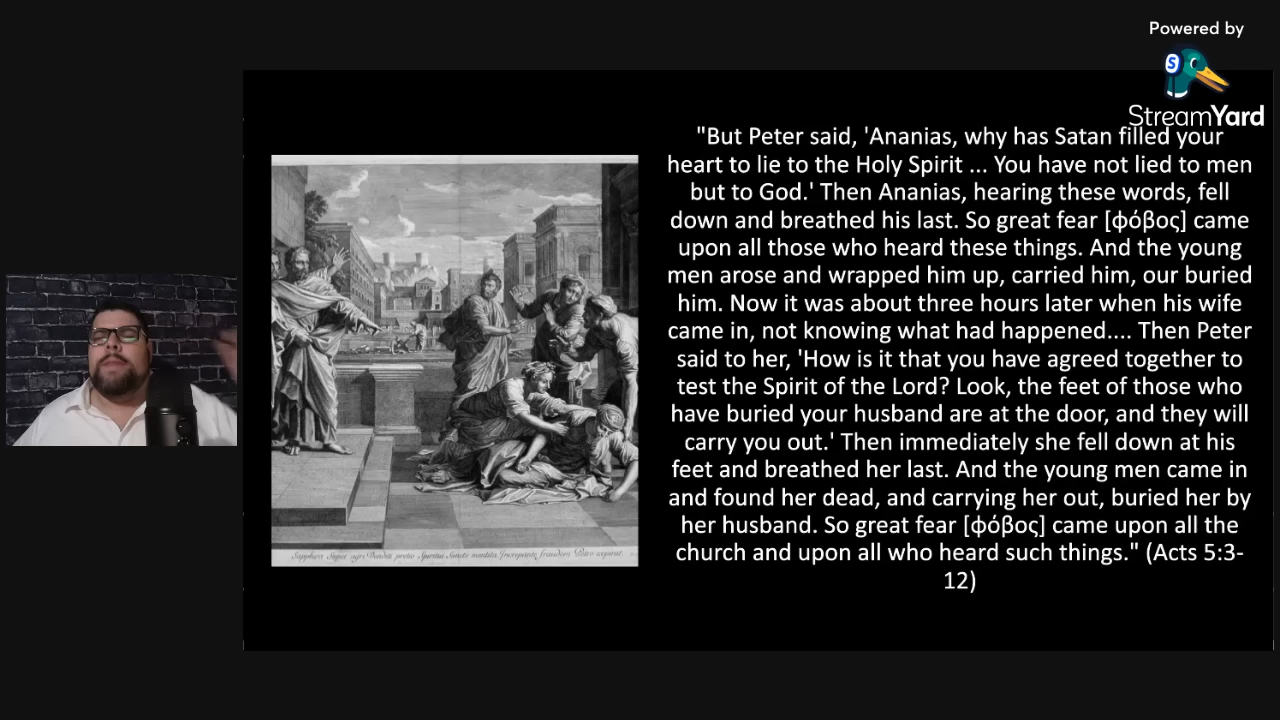 Powered by
StreamYard
"But Peter said, 'Ananias, why has Satan filled your
heart to lie to the Holy Spirit ... You have not lied to men
but to God.' Then Ananias, hearing these words, fell
down and breathed his last. So great fear [φόβος] came
upon all those who heard these things. And the young
men arose and wrapped him up, carried him, our buried
him. Now it was about three hours later when his wife
came in, not knowing what had happened.... Then Peter
said to her, 'How is it that you have agreed together to
test the Spirit of the Lord? Look, the feet of those who
have buried your husband are at the door, and they will
carry you out.' Then immediately she fell down at his
feet and breathed her last. And the young men came in
and found her dead, and carrying her out, buried her by
her husband. So great fear [φόβος] came upon all the
church and upon all who heard such things." (Acts 5:3-
12)